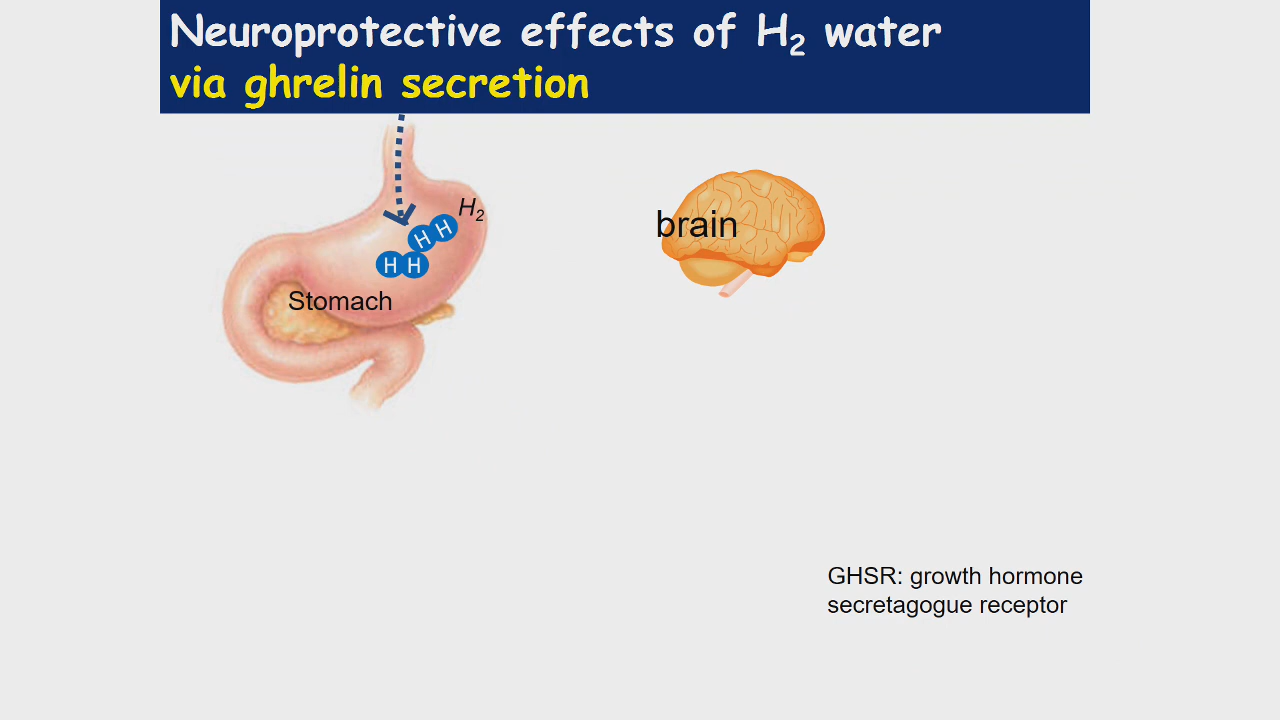 Neuroprotective effects of H₂ water
via ghrelin secretion
H₂
H H
H H
brain
Stomach
GHSR: growth hormone
secretagogue receptor